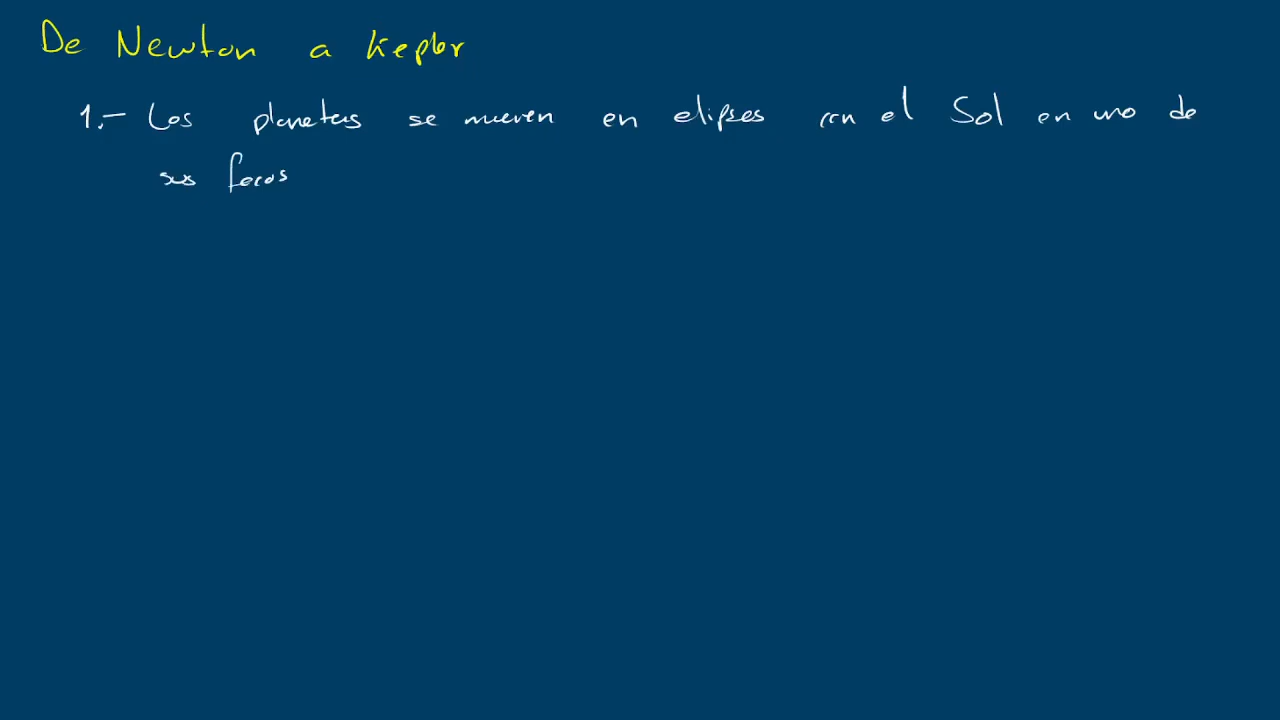 De Newton a Kepler
1.- Los planetas se mueven en elipses con el Sol en uno de
sus focos